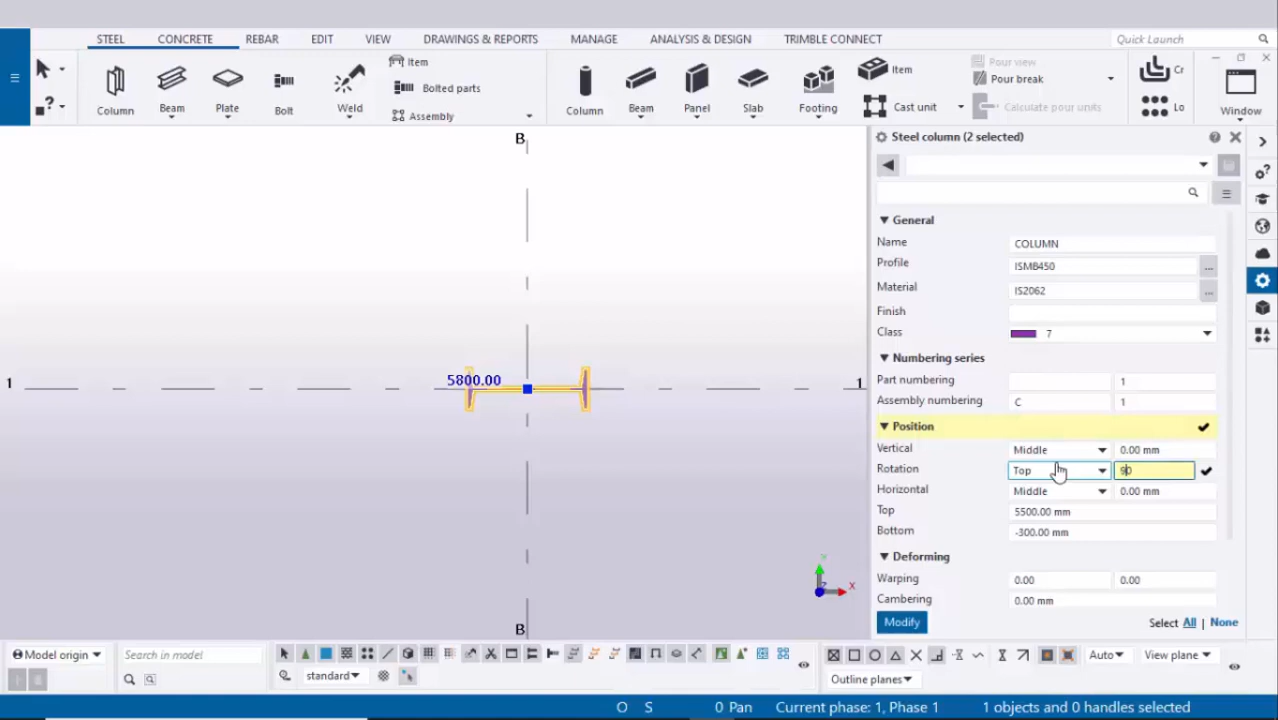 STEEL CONCRETE REBAR EDIT VIEW DRAWINGS & REPORTS MANAGE ANALYSIS & DESIGN TRIMBLE CONNECT Quick Launch
Item
Bolted parts
Assembly
Item
Cast unit
Pour view
Pour break
Calculate pour units
Cr
Lo
Column Beam Plate Bolt Weld Column Beam Panel Slab Footing Window
B
Steel column (2 selected)
General
Name COLUMN
Profile ISMB450 ...
Material IS2062 ...
Finish
Class 7
Numbering series
Part numbering 1
Assembly numbering C 1
Position
Vertical Middle 0.00 mm
Rotation Top 90
Horizontal Middle 0.00 mm
Top 5500.00 mm
Bottom -300.00 mm
Deforming
Warping 0.00 0.00
Cambering 0.00 mm
Modify Select All | None
5800.00
1 1
X
B
Model origin Search in model
standard
Auto View plane
Outline planes
O S 0 Pan Current phase: 1, Phase 1 1 objects and 0 handles selected